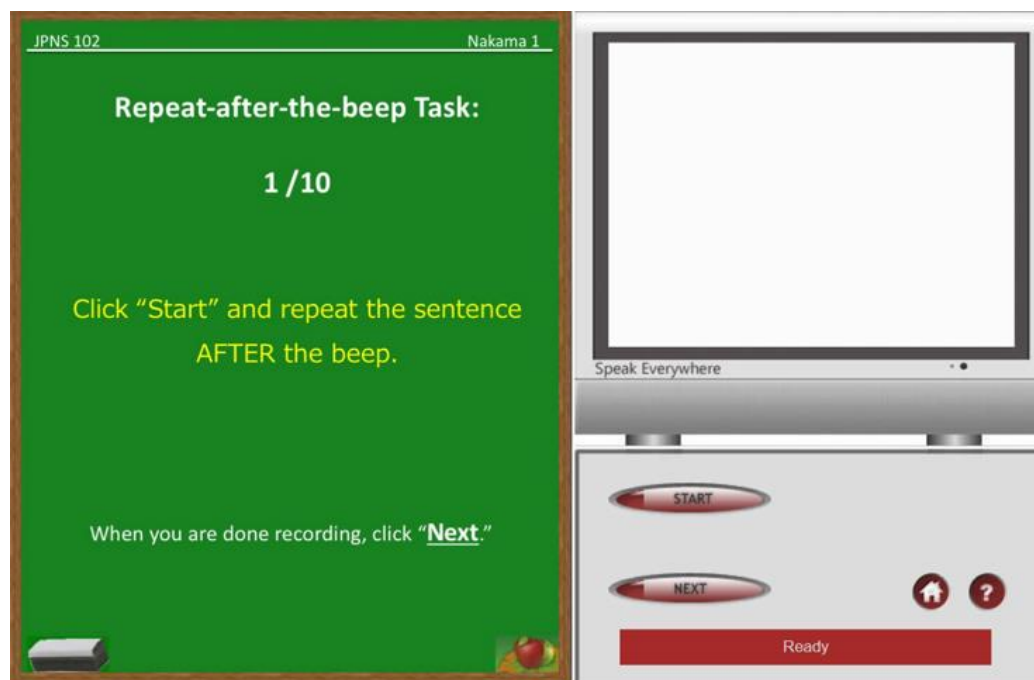 JPNS 102 Nakama 1
Repeat-after-the-beep Task:
1 /10
Click “Start” and repeat the sentence
AFTER the beep.
When you are done recording, click “Next.”
Speak Everywhere
START
NEXT
?
Ready